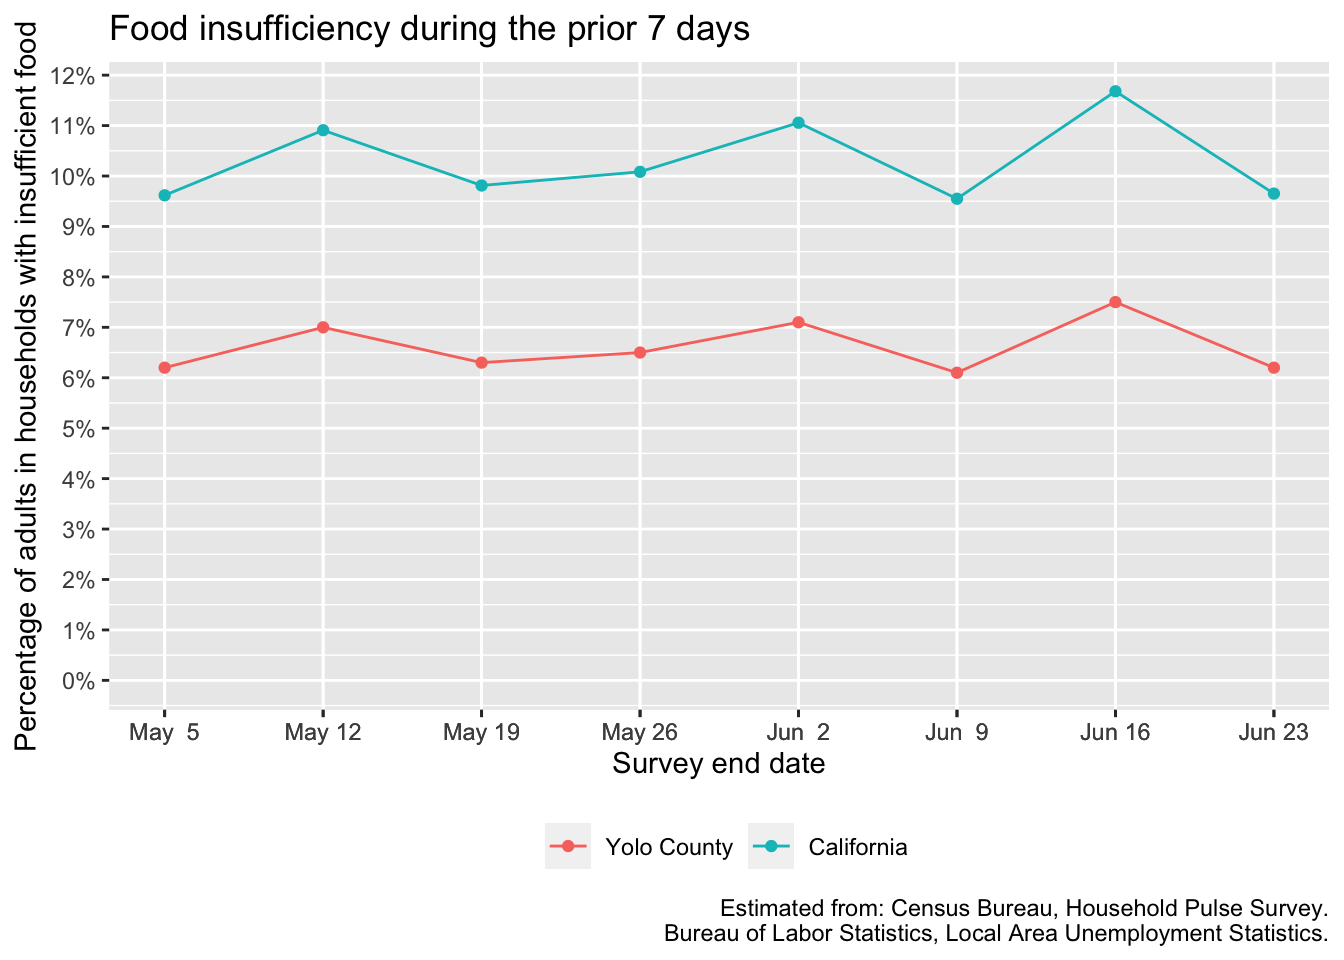 Food insufficiency during the prior 7 days
Percentage of adults in households with insufficient food
12%
11%
10%
9%
8%
7%
6%
5%
4%
3%
2%
1%
0%
May  5 May 12 May 19 May 26 Jun  2 Jun  9 Jun 16 Jun 23
Survey end date
Yolo County California
Estimated from: Census Bureau, Household Pulse Survey.
Bureau of Labor Statistics, Local Area Unemployment Statistics.